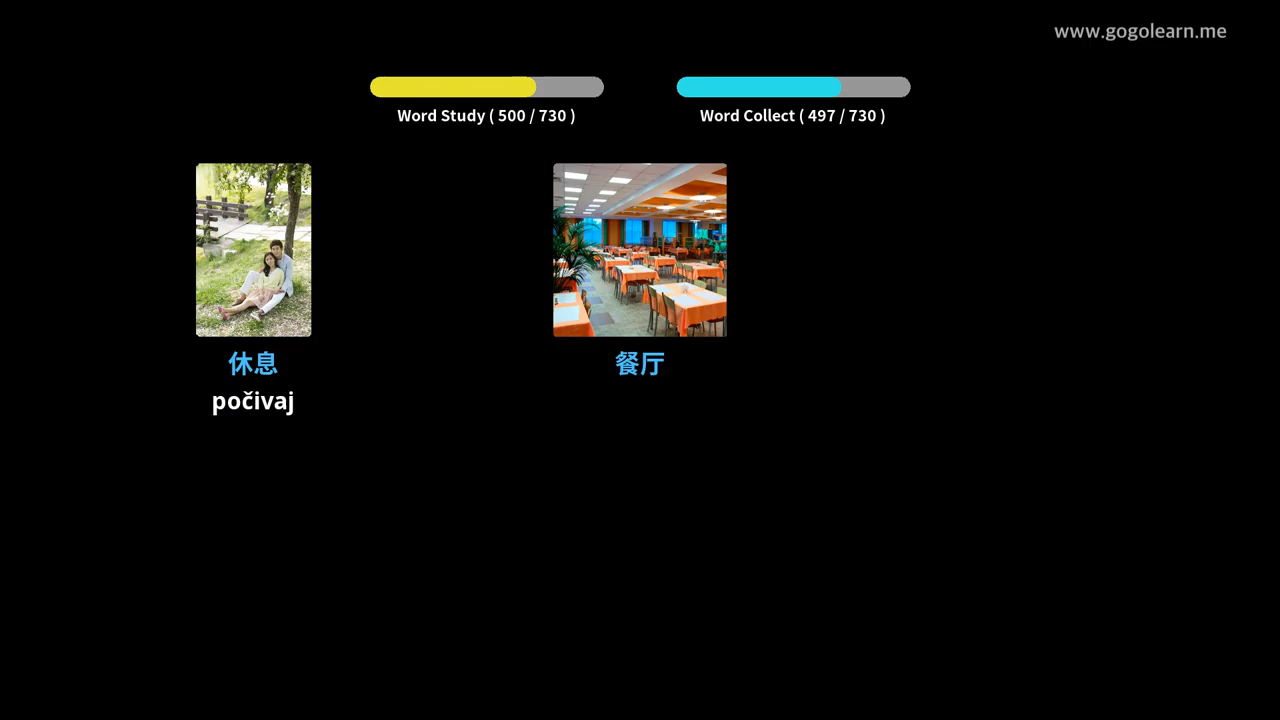 www.gogolearn.me
Word Study ( 500 / 730 )
Word Collect ( 497 / 730 )
休息
餐厅
počivaj